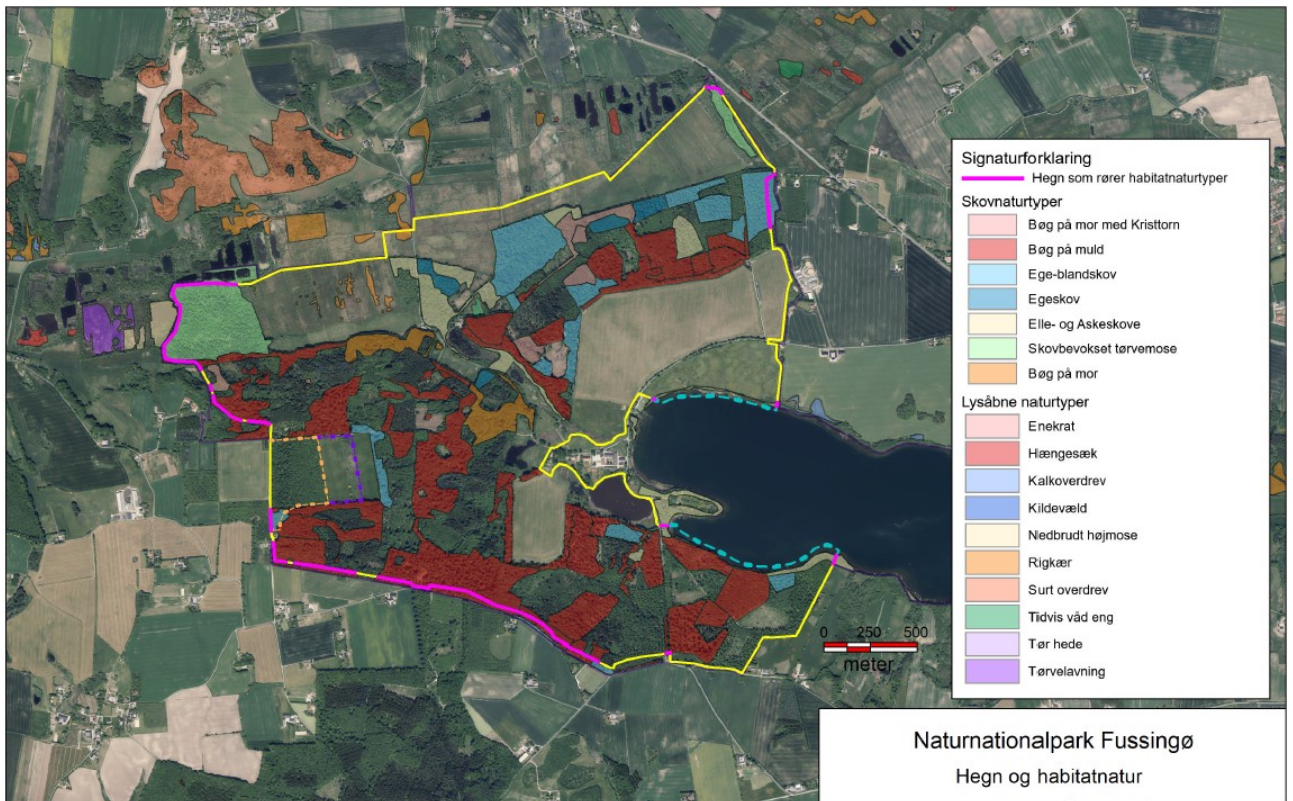 Signaturforklaring
Hegn som rører habitatnaturtyper
Skovnaturtyper
Bøg på mor med Kristtorn
Bøg på muld
Ege-blandskov
Egeskov
Elle- og Askeskove
Skovbevokset tørvemose
Bøg på mor
Lysåbne naturtyper
Enekrat
Hængesæk
Kalkoverdrev
Kildevæld
Nedbrudt højmose
Rigkær
Surt overdrev
Tidvis våd eng
Tør hede
Tørvelavning
0 250 500
meter
Naturnationalpark Fussingø
Hegn og habitatnatur